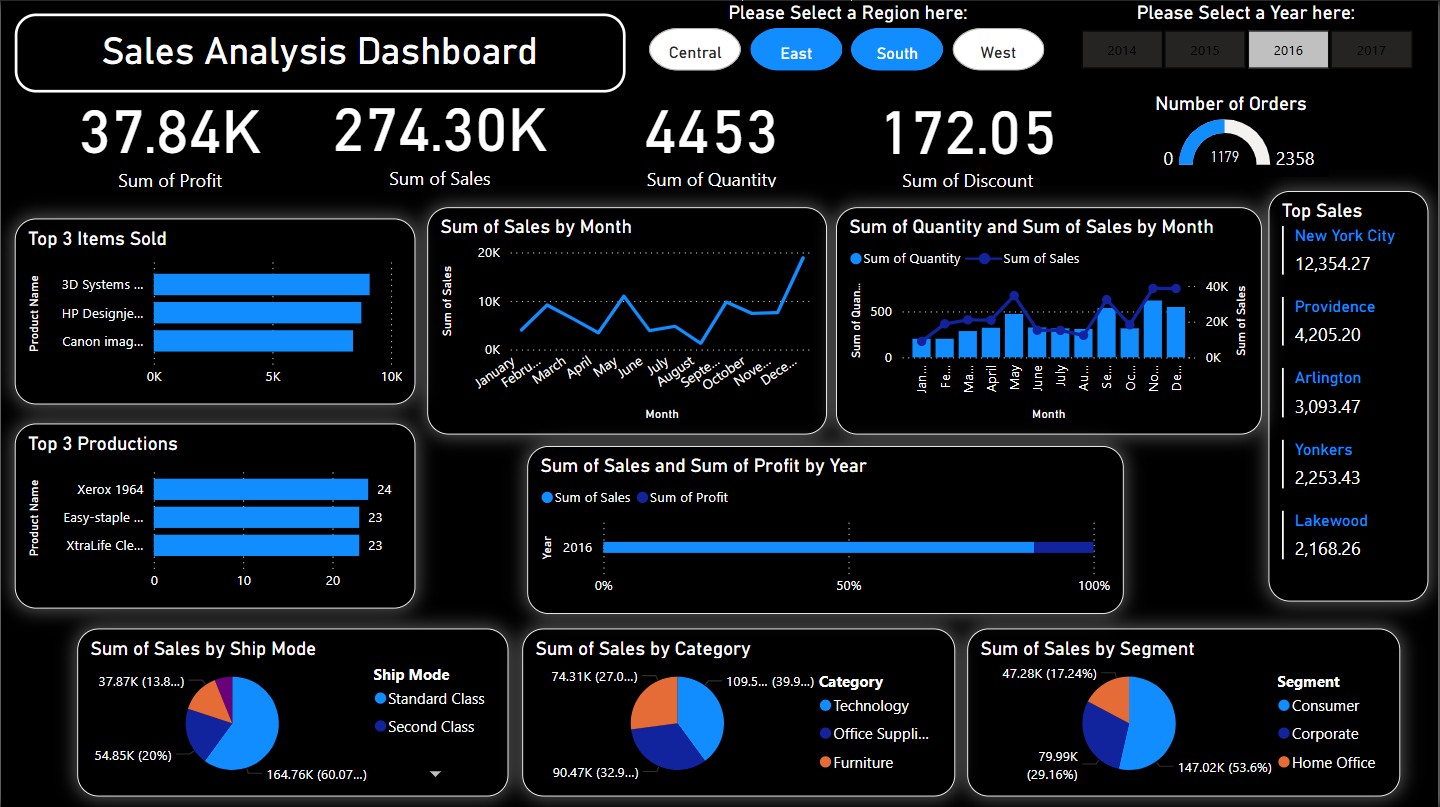 Sales Analysis Dashboard
Please Select a Region here:
Central
East
South
West
Please Select a Year here:
2014
2015
2016
2017
37.84K
Sum of Profit
274.30K
Sum of Sales
4453
Sum of Quantity
172.05
Sum of Discount
Number of Orders
0
1179
2358
Top 3 Items Sold
Product Name
3D Systems ...
HP Designje...
Canon imag...
0K
5K
10K
Sum of Sales by Month
Sum of Sales
20K
10K
0K
January
Febru...
March
April
May
June
July
August
Septe...
October
Nove...
Dece...
Month
Sum of Quantity and Sum of Sales by Month
Sum of Quantity
Sum of Sales
Sum of Quan...
500
0
40K
20K
0K
Sum of Sales
Jan...
Fe...
Ma...
April
May
June
July
Au...
Se...
Oc...
No...
De...
Month
Top Sales
New York City
12,354.27
Providence
4,205.20
Arlington
3,093.47
Yonkers
2,253.43
Lakewood
2,168.26
Top 3 Productions
Product Name
Xerox 1964
24
Easy-staple ...
23
XtraLife Cle...
23
0
10
20
Sum of Sales and Sum of Profit by Year
Sum of Sales
Sum of Profit
Year
2016
0%
50%
100%
Sum of Sales by Ship Mode
37.87K (13.8...)
54.85K (20%)
164.76K (60.07...)
Ship Mode
Standard Class
Second Class
Sum of Sales by Category
74.31K (27.0...)
109.5... (39.9...)
90.47K (32.9...)
Category
Technology
Office Suppli...
Furniture
Sum of Sales by Segment
47.28K (17.24%)
79.99K
(29.16%)
147.02K (53.6%)
Segment
Consumer
Corporate
Home Office